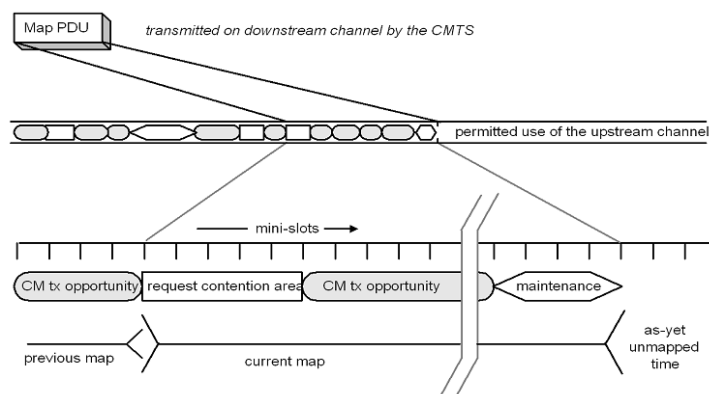 Map PDU
transmitted on downstream channel by the CMTS
permitted use of the upstream channel
mini-slots
CM tx opportunity
request contention area
CM tx opportunity
maintenance
previous map
current map
as-yet
unmapped
time